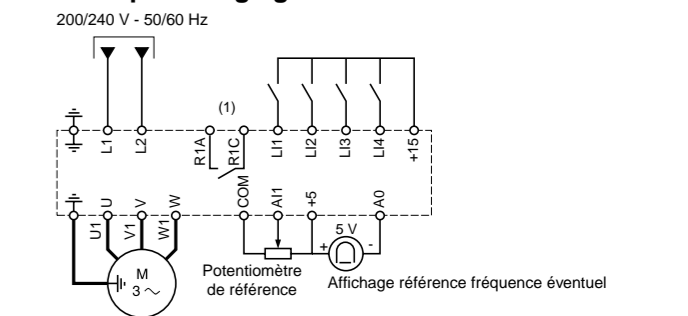 200/240 V - 50/60 Hz
(1)
L1
L2
R1A
R1C
LI1
LI2
LI3
LI4
+15
U
V
W
COM
AI1
+5
A0
U1
V1
W1
5 V
+
-
M
3 ~
Potentiomètre
de référence
Affichage référence fréquence éventuel